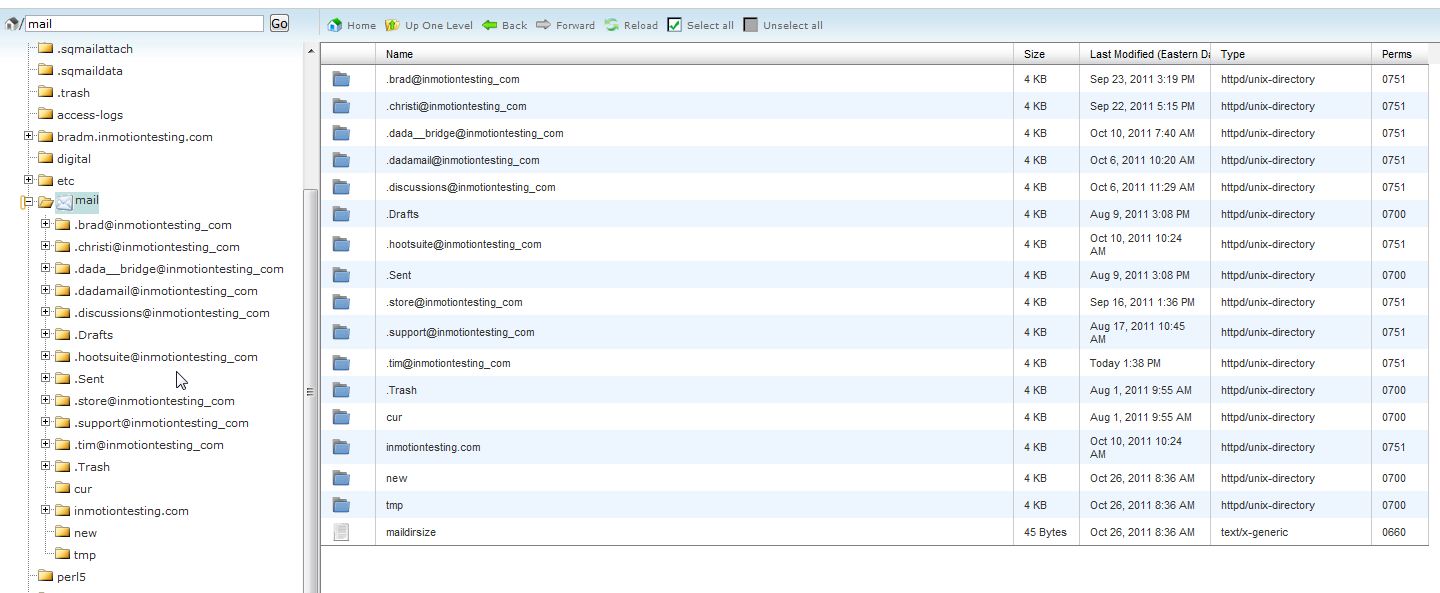 / mail Go
Home Up One Level Back Forward Reload Select all Unselect all
.sqmailattach
.sqmaildata
.trash
access-logs
bradm.inmotiontesting.com
digital
etc
mail
.brad@inmotiontesting_com
.christi@inmotiontesting_com
.dada__bridge@inmotiontesting_com
.dadamail@inmotiontesting_com
.discussions@inmotiontesting_com
.Drafts
.hootsuite@inmotiontesting_com
.Sent
.store@inmotiontesting_com
.support@inmotiontesting_com
.tim@inmotiontesting_com
.Trash
cur
inmotiontesting.com
new
tmp
perl5
Name Size Last Modified (Eastern Da Type Perms
.brad@inmotiontesting_com 4 KB Sep 23, 2011 3:19 PM httpd/unix-directory 0751
.christi@inmotiontesting_com 4 KB Sep 22, 2011 5:15 PM httpd/unix-directory 0751
.dada__bridge@inmotiontesting_com 4 KB Oct 10, 2011 7:40 AM httpd/unix-directory 0751
.dadamail@inmotiontesting_com 4 KB Oct 6, 2011 10:20 AM httpd/unix-directory 0751
.discussions@inmotiontesting_com 4 KB Oct 6, 2011 11:29 AM httpd/unix-directory 0751
.Drafts 4 KB Aug 9, 2011 3:08 PM httpd/unix-directory 0700
.hootsuite@inmotiontesting_com 4 KB Oct 10, 2011 10:24 AM httpd/unix-directory 0751
.Sent 4 KB Aug 9, 2011 3:08 PM httpd/unix-directory 0700
.store@inmotiontesting_com 4 KB Sep 16, 2011 1:36 PM httpd/unix-directory 0751
.support@inmotiontesting_com 4 KB Aug 17, 2011 10:45 AM httpd/unix-directory 0751
.tim@inmotiontesting_com 4 KB Today 1:38 PM httpd/unix-directory 0751
.Trash 4 KB Aug 1, 2011 9:55 AM httpd/unix-directory 0700
cur 4 KB Aug 1, 2011 9:55 AM httpd/unix-directory 0700
inmotiontesting.com 4 KB Oct 10, 2011 10:24 AM httpd/unix-directory 0751
new 4 KB Oct 26, 2011 8:36 AM httpd/unix-directory 0700
tmp 4 KB Oct 26, 2011 8:36 AM httpd/unix-directory 0700
maildirsize 45 Bytes Oct 26, 2011 8:36 AM text/x-generic 0660